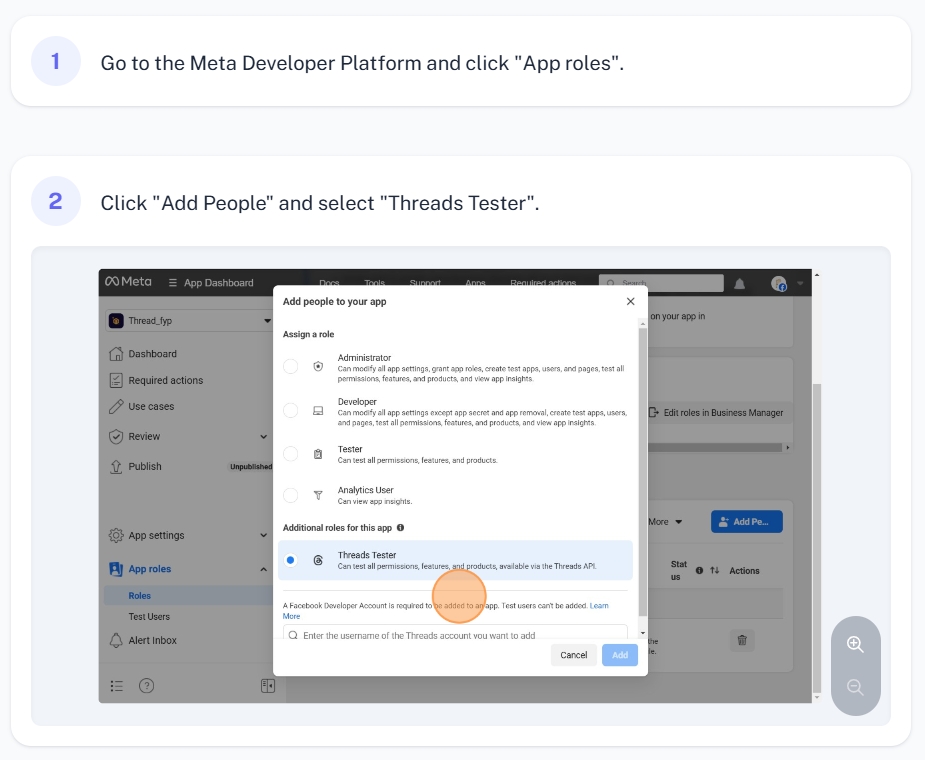 1
Go to the Meta Developer Platform and click "App roles".
2
Click "Add People" and select "Threads Tester".
Meta
App Dashboard
Docs Tools Support Apps Required actions
Search
Thread_fyp
Dashboard
Required actions
Use cases
Review
Publish
Unpublished
App settings
App roles
Roles
Test Users
Alert Inbox
Add people to your app
Assign a role
Administrator
Can modify all app settings, grant app roles, create test apps, users, and pages, test all
permissions, features, and products, and view app insights.
Developer
Can modify all app settings except app secret and app removal, create test apps, users,
and pages, test all permissions, features, and products, and view app insights.
Tester
Can test all permissions, features, and products.
Analytics User
Can view app insights.
Additional roles for this app
Threads Tester
Can test all permissions, features, and products, available via the Threads API.
A Facebook Developer Account is required to be added to an app. Test users can't be added. Learn
More
Enter the username of the Threads account you want to add
Cancel
Add
on your app in
Edit roles in Business Manager
More
Add Pe...
Stat
us
Actions
the
le.